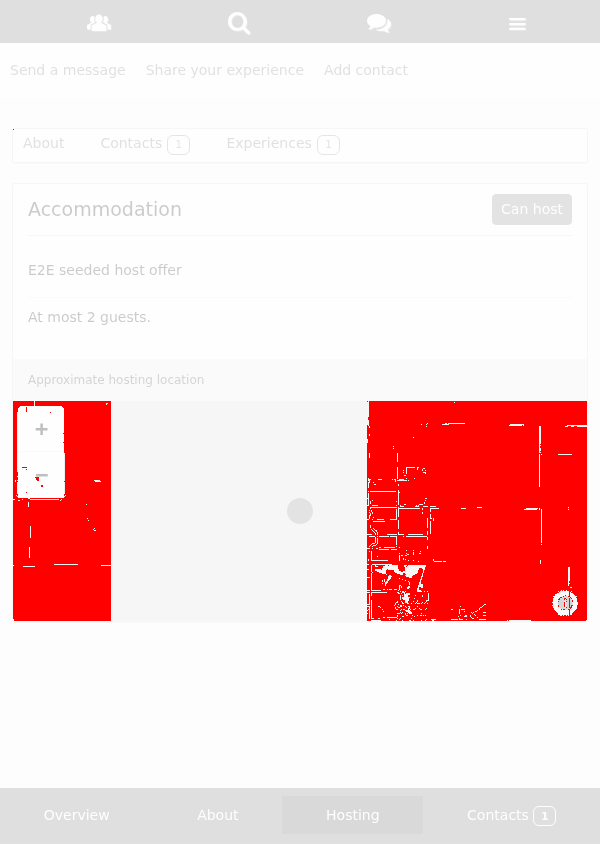 Send a message Share your experience Add contact
About Contacts 1 Experiences 1
Accommodation Can host
E2E seeded host offer
At most 2 guests.
Approximate hosting location
+
−
Overview About Hosting Contacts 1